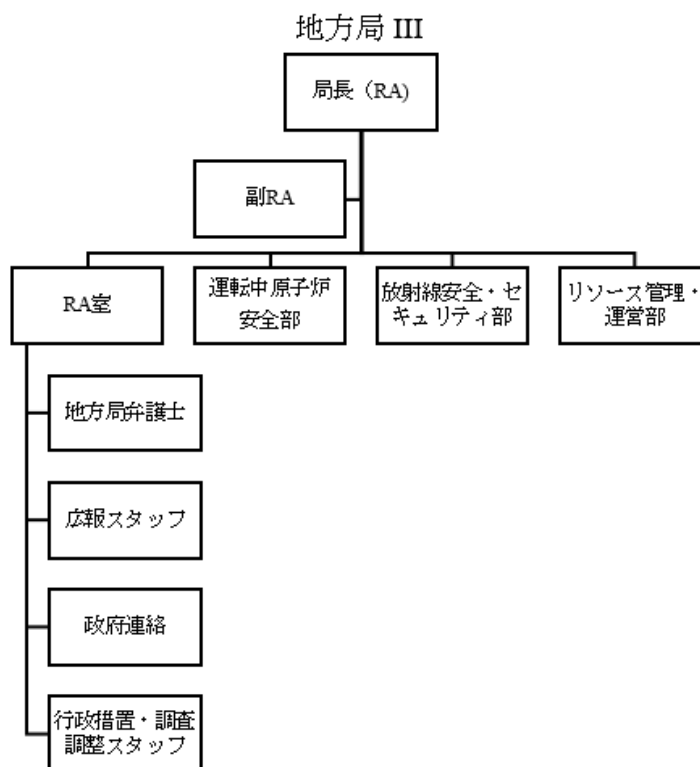 地方局 III
局長（RA)
副RA
RA室
運転中原子炉
安全部
放射線安全・セ
キュリティ部
リソース管理・
運営部
地方局弁護士
広報スタッフ
政府連絡
行政措置・調査
調整スタッフ